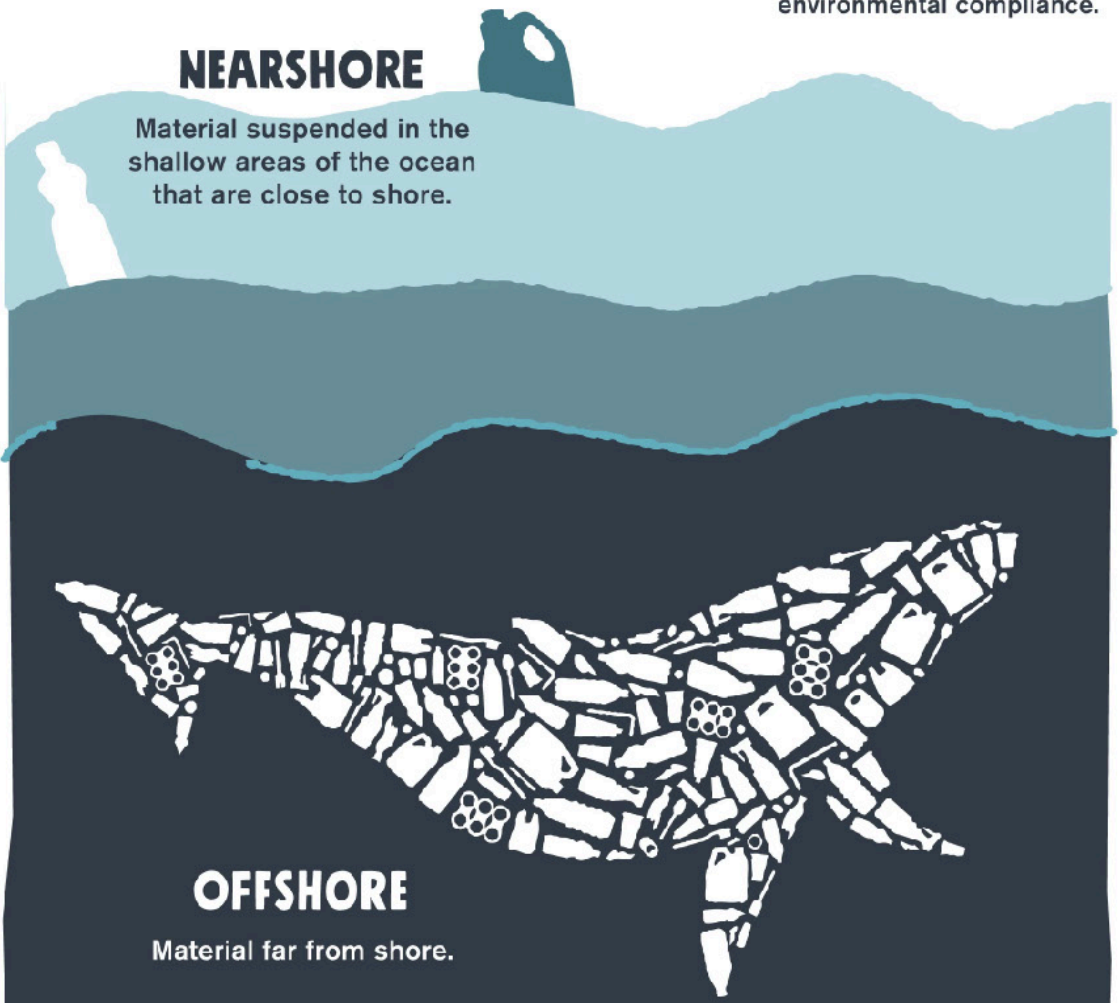 environmental compliance.
NEARSHORE
Material suspended in the
shallow areas of the ocean
that are close to shore.
OFFSHORE
Material far from shore.